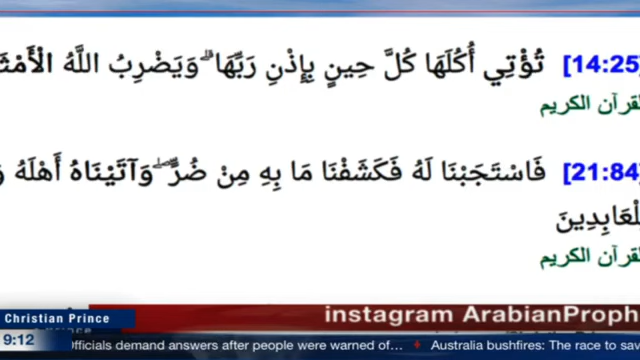 [14:25] تُؤْتِي أُكُلَهَا كُلَّ حِينٍ بِإِذْنِ رَبِّهَا ۗ وَيَضْرِبُ اللَّهُ الْأَمْثَا
القرآن الكريم
[21:84] فَاسْتَجَبْنَا لَهُ فَكَشَفْنَا مَا بِهِ مِنْ ضُرٍّ ۖ وَآتَيْنَاهُ أَهْلَهُ وَ
لِلْعَابِدِينَ
القرآن الكريم
Christian Prince
instagram ArabianProph
9:12 Officials demand answers after people were warned of... Australia bushfires: The race to sav